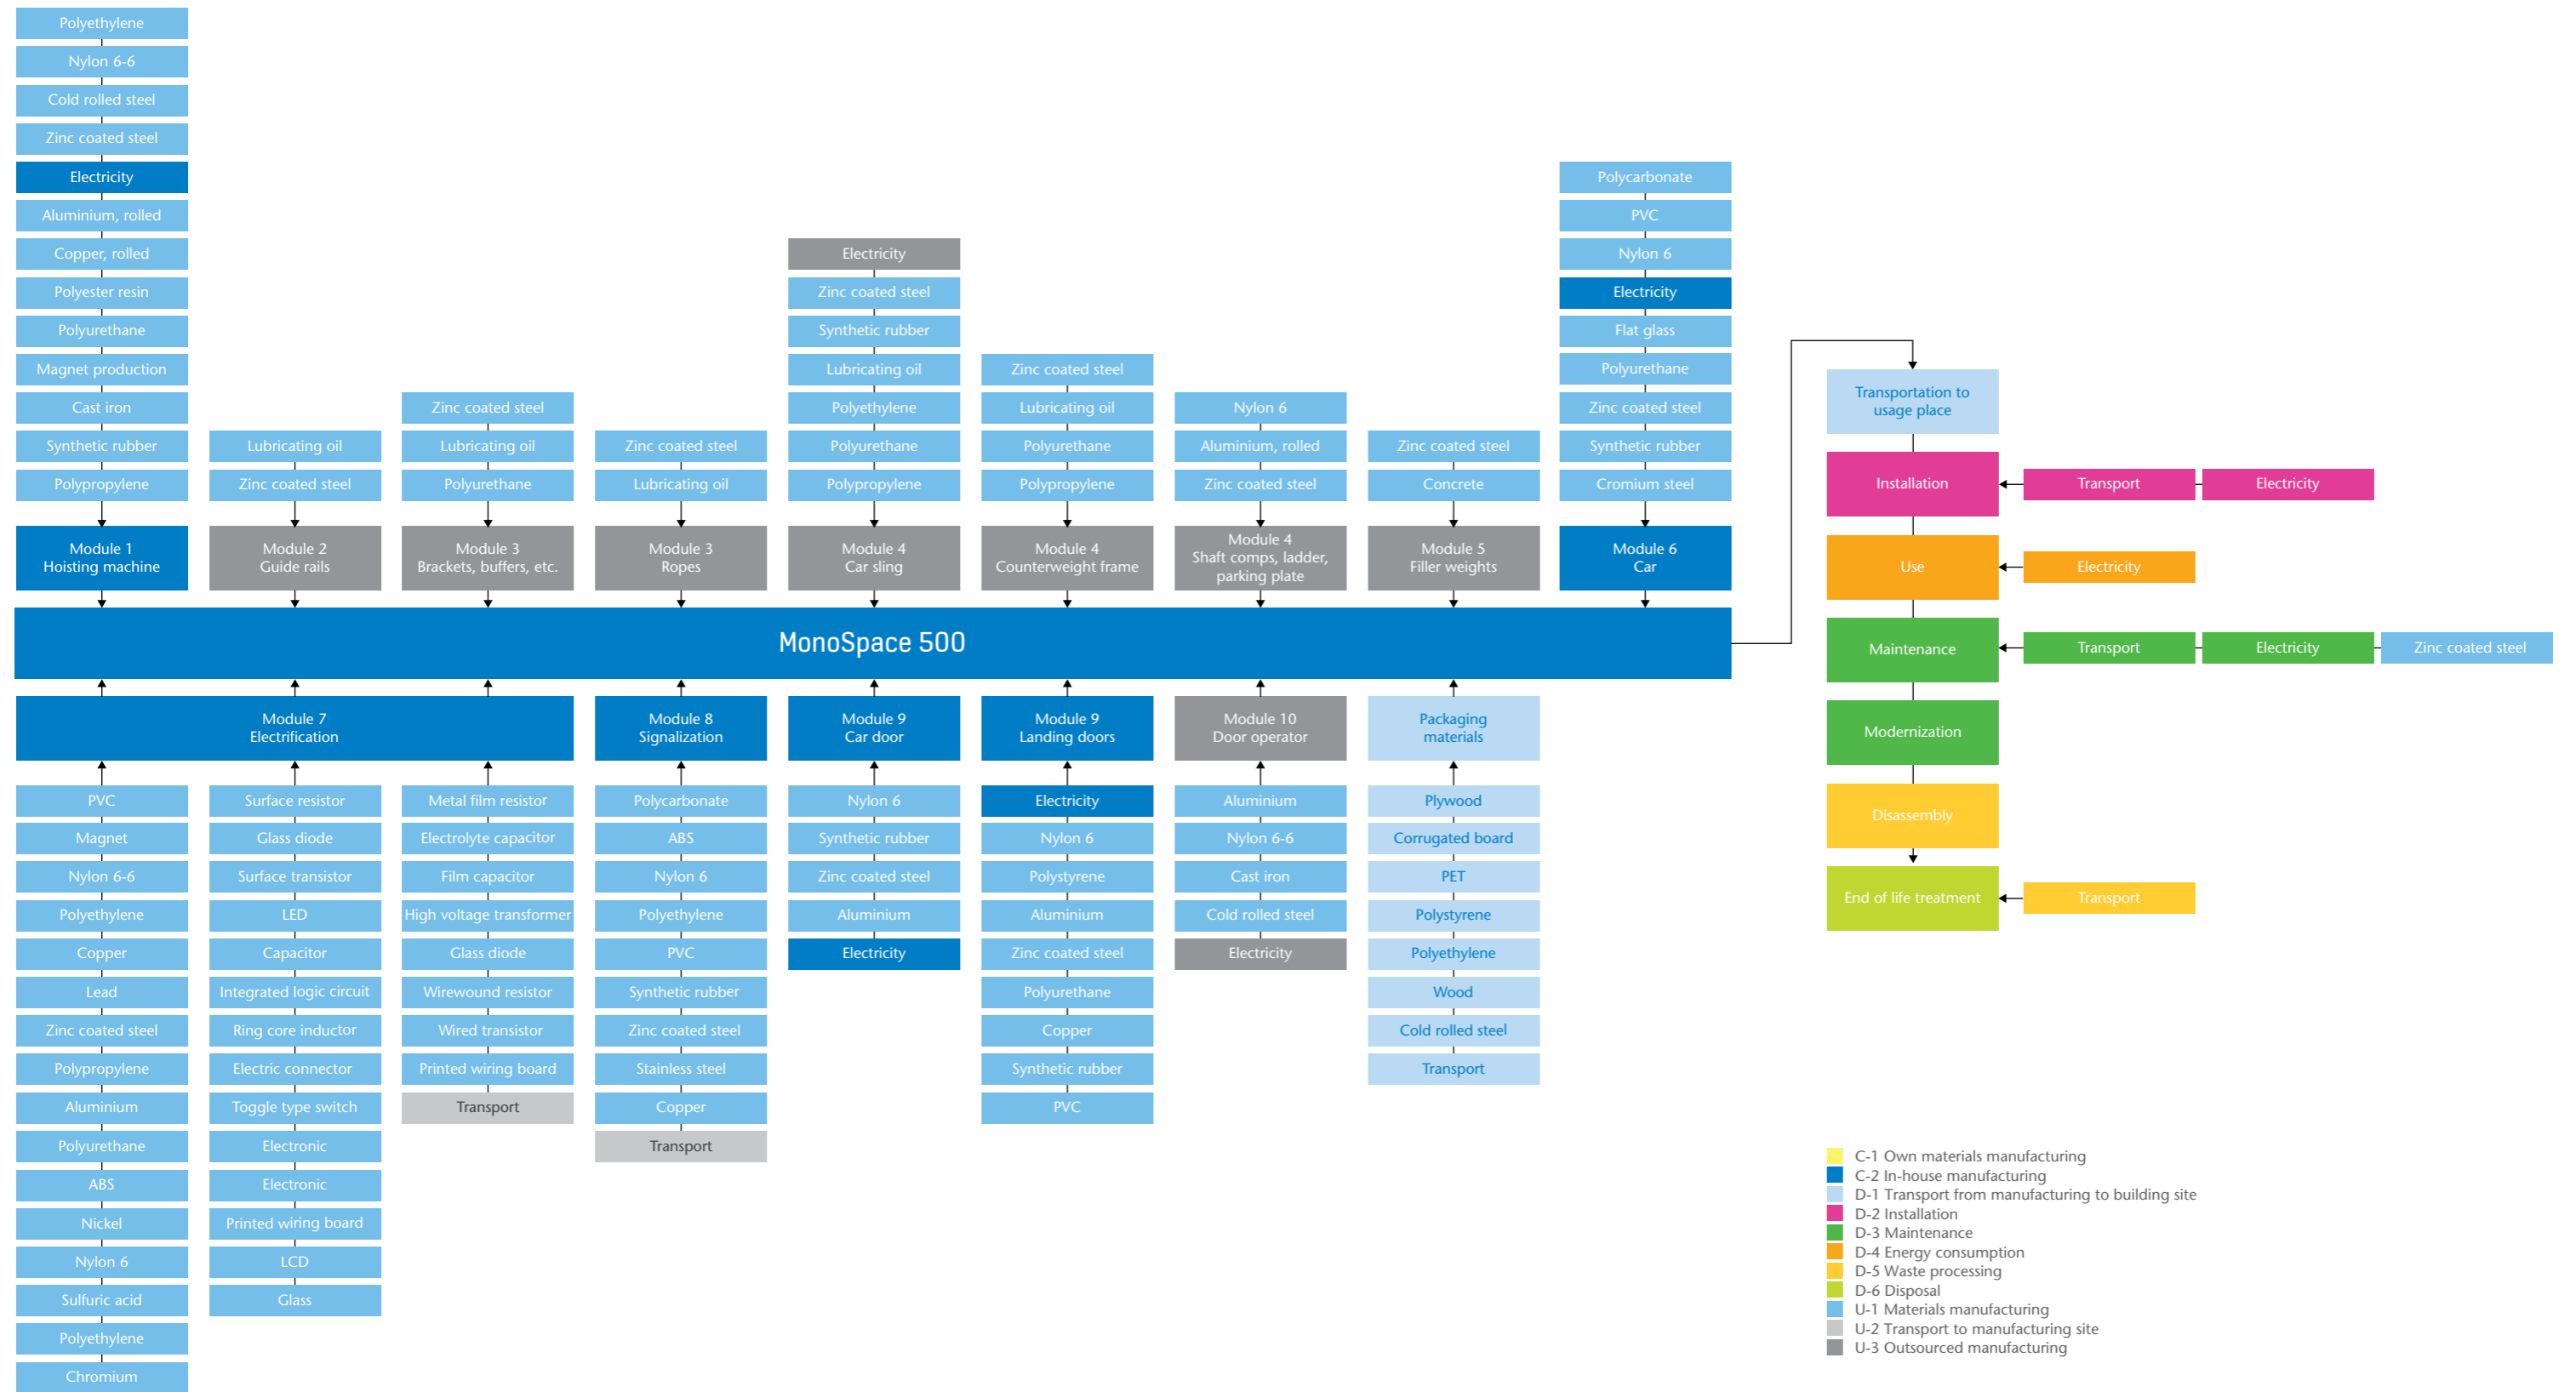 Polyethylene
Nylon 6-6
Cold rolled steel
Zinc coated steel
Electricity
Aluminium, rolled
Copper, rolled
Polyester resin
Polyurethane
Magnet production
Cast iron
Synthetic rubber
Polypropylene
Module 1
Hoisting machine
Lubricating oil
Zinc coated steel
Module 2
Guide rails
Zinc coated steel
Lubricating oil
Polyurethane
Module 3
Brackets, buffers, etc.
Zinc coated steel
Lubricating oil
Module 3
Ropes
Electricity
Zinc coated steel
Synthetic rubber
Lubricating oil
Polyethylene
Polyurethane
Polypropylene
Module 4
Car sling
Zinc coated steel
Lubricating oil
Polyurethane
Polypropylene
Module 4
Counterweight frame
Nylon 6
Aluminium, rolled
Zinc coated steel
Module 4
Shaft comps, ladder,
parking plate
Zinc coated steel
Concrete
Module 5
Filler weights
Polycarbonate
PVC
Nylon 6
Electricity
Flat glass
Polyurethane
Zinc coated steel
Synthetic rubber
Cromium steel
Module 6
Car
MonoSpace 500
Module 7
Electrification
PVC
Magnet
Nylon 6-6
Polyethylene
Copper
Lead
Zinc coated steel
Polypropylene
Aluminium
Polyurethane
ABS
Nickel
Nylon 6
Sulfuric acid
Polyethylene
Chromium
Surface resistor
Glass diode
Surface transistor
LED
Capacitor
Integrated logic circuit
Ring core inductor
Electric connector
Toggle type switch
Electronic
Electronic
Printed wiring board
LCD
Glass
Metal film resistor
Electrolyte capacitor
Film capacitor
High voltage transformer
Glass diode
Wirewound resistor
Wired transistor
Printed wiring board
Transport
Module 8
Signalization
Polycarbonate
ABS
Nylon 6
Polyethylene
PVC
Synthetic rubber
Zinc coated steel
Stainless steel
Copper
Transport
Module 9
Car door
Nylon 6
Synthetic rubber
Zinc coated steel
Aluminium
Electricity
Module 9
Landing doors
Electricity
Nylon 6
Polystyrene
Aluminium
Zinc coated steel
Polyurethane
Copper
Synthetic rubber
PVC
Module 10
Door operator
Aluminium
Nylon 6-6
Cast iron
Cold rolled steel
Electricity
Packaging
materials
Plywood
Corrugated board
PET
Polystyrene
Polyethylene
Wood
Cold rolled steel
Transport
Transportation to
usage place
Installation
Transport
Electricity
Use
Electricity
Maintenance
Transport
Electricity
Zinc coated steel
Modernization
Disassembly
End of life treatment
Transport
C-1 Own materials manufacturing
C-2 In-house manufacturing
D-1 Transport from manufacturing to building site
D-2 Installation
D-3 Maintenance
D-4 Energy consumption
D-5 Waste processing
D-6 Disposal
U-1 Materials manufacturing
U-2 Transport to manufacturing site
U-3 Outsourced manufacturing